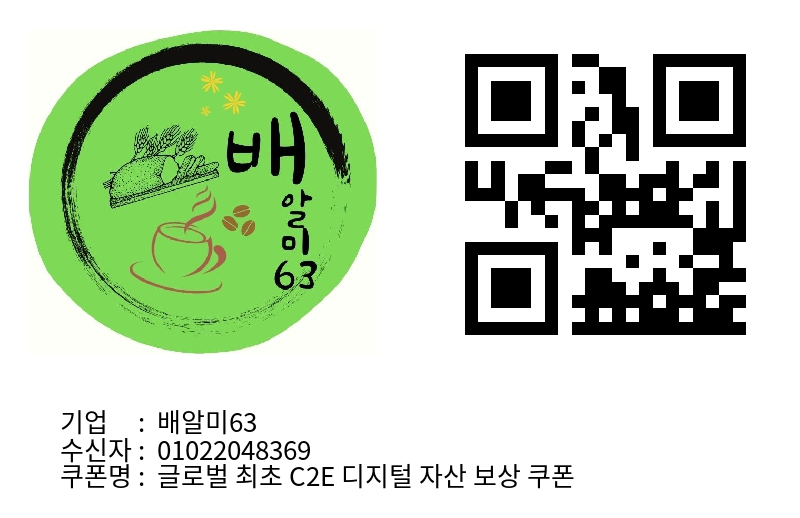 배
알
미
63
기업 : 배알미63
수신자 : 01022048369
쿠폰명 : 글로벌 최초 C2E 디지털 자산 보상 쿠폰